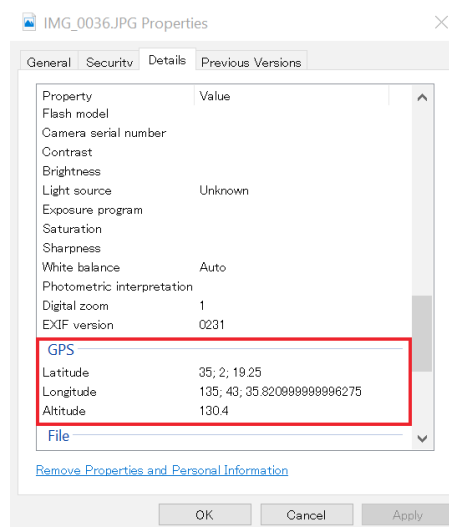 IMG_0036.JPG Properties
General Security Details Previous Versions
Property Value
Flash model
Camera serial number
Contrast
Brightness
Light source Unknown
Exposure program
Saturation
Sharpness
White balance Auto
Photometric interpretation
Digital zoom 1
EXIF version 0231
GPS
Latitude 35; 2; 19.25
Longitude 135; 43; 35.820999999996275
Altitude 130.4
File
Remove Properties and Personal Information
OK Cancel Apply